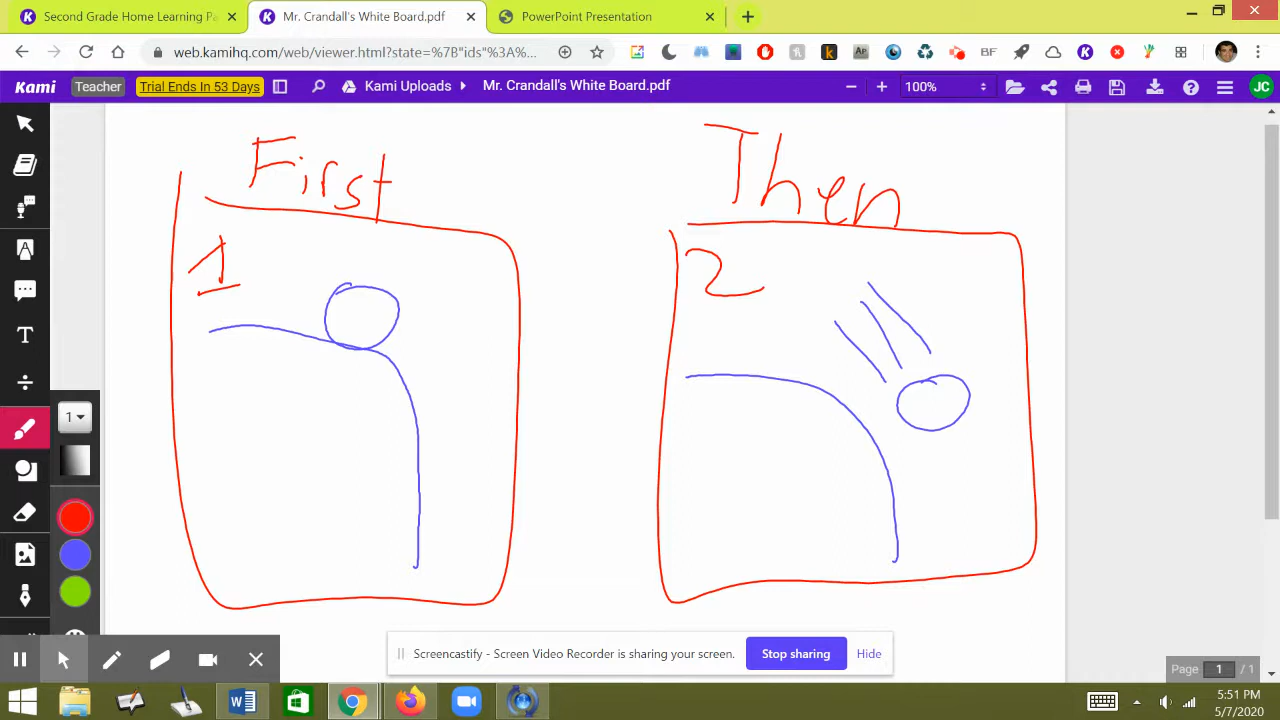 Second Grade Home Learning Pa
Mr. Crandall's White Board.pdf
PowerPoint Presentation
web.kamihq.com/web/viewer.html?state=%7B"ids"%3A%...
BF
Kami
Teacher
Trial Ends In 53 Days
Kami Uploads
Mr. Crandall's White Board.pdf
100%
JC
First
Then
1
2
1
Screencastify - Screen Video Recorder is sharing your screen.
Stop sharing
Hide
Page 1 / 1
5:51 PM
5/7/2020